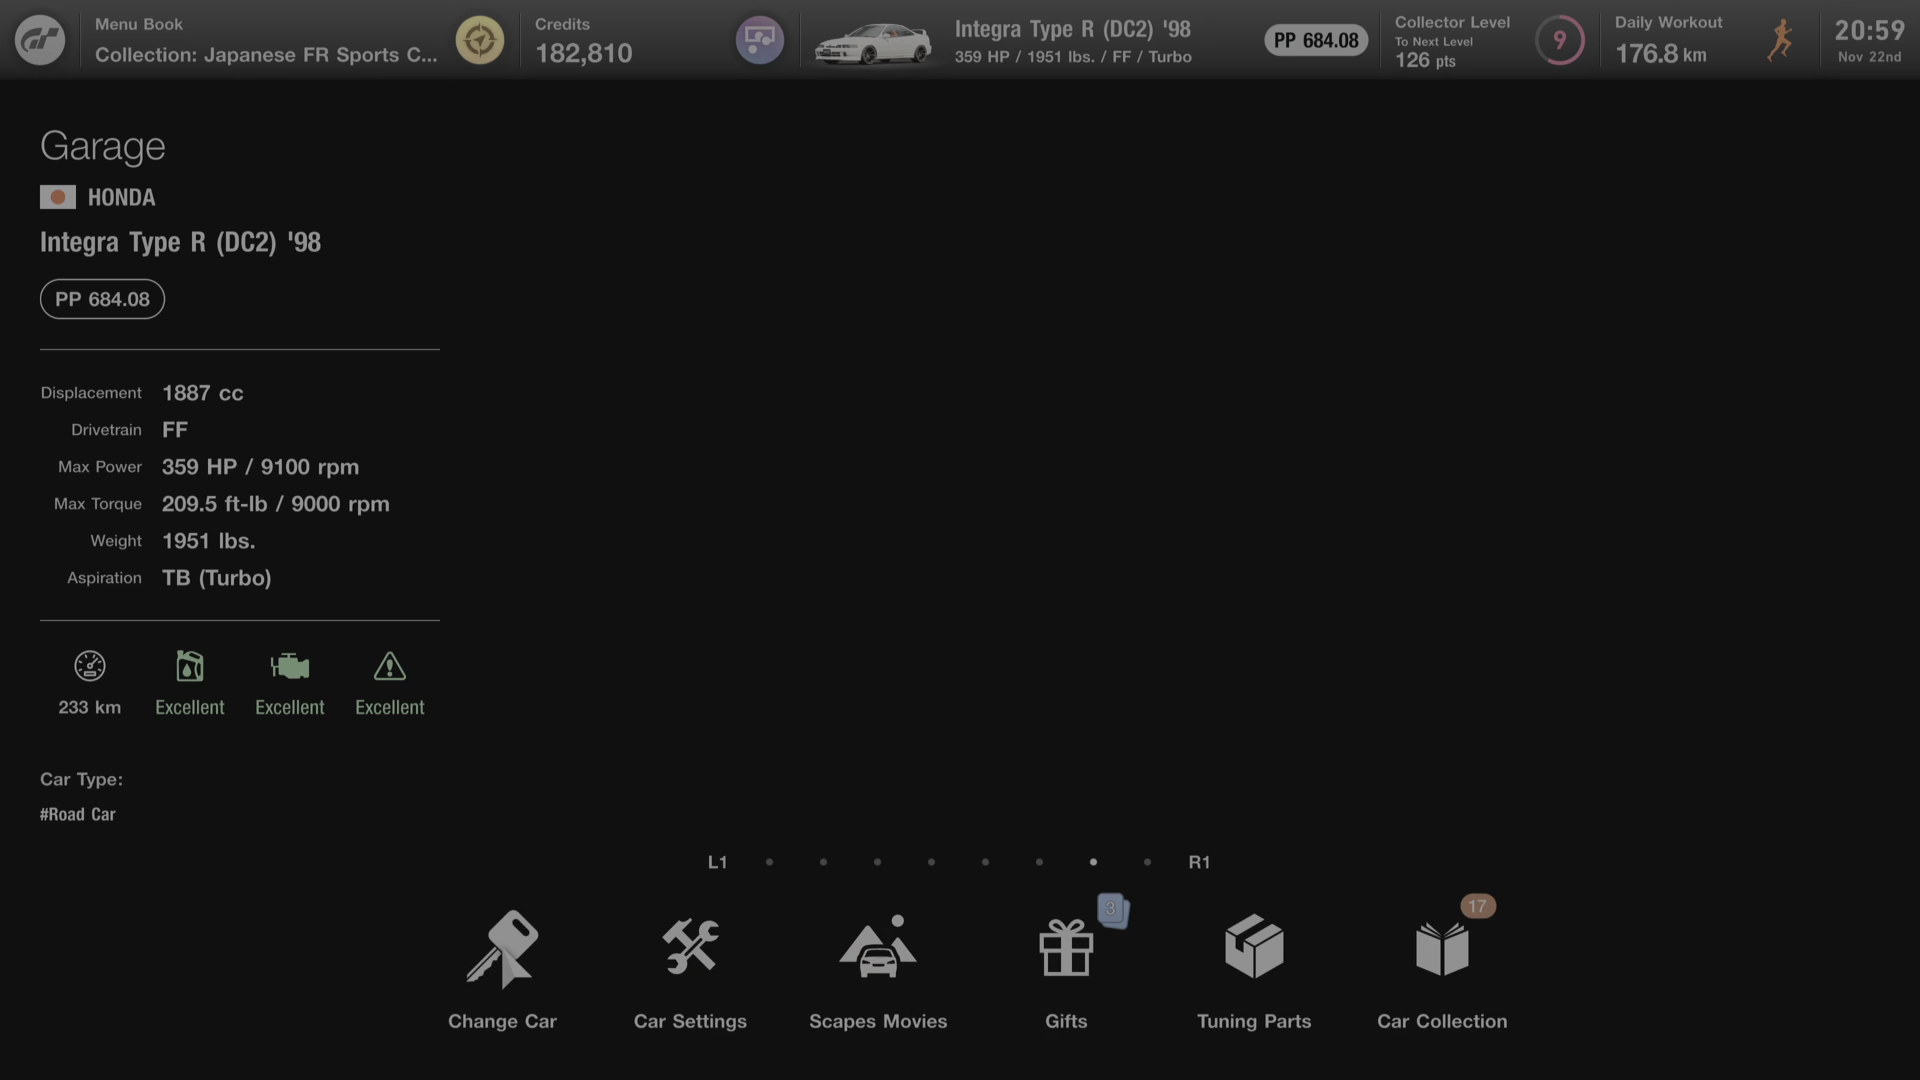 Menu Book
Collection: Japanese FR Sports C...
Credits
182,810
Integra Type R (DC2) '98
359 HP / 1951 lbs. / FF / Turbo
PP 684.08
Collector Level
To Next Level
126 pts
9
Daily Workout
176.8 km
20:59
Nov 22nd
Garage
HONDA
Integra Type R (DC2) '98
PP 684.08
Displacement 1887 cc
Drivetrain FF
Max Power 359 HP / 9100 rpm
Max Torque 209.5 ft-lb / 9000 rpm
Weight 1951 lbs.
Aspiration TB (Turbo)
233 km
Excellent
Excellent
Excellent
Car Type:
#Road Car
L1
R1
3
17
Change Car
Car Settings
Scapes Movies
Gifts
Tuning Parts
Car Collection